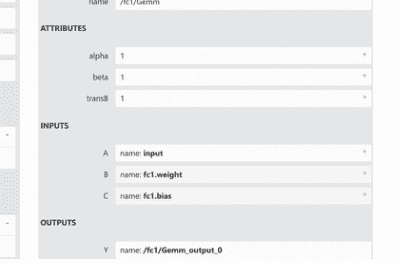 name /fc1/Gemm
ATTRIBUTES
alpha 1 +
beta 1 +
transB 1 +
INPUTS
A name: input +
B name: fc1.weight +
C name: fc1.bias +
OUTPUTS
Y name: /fc1/Gemm_output_0